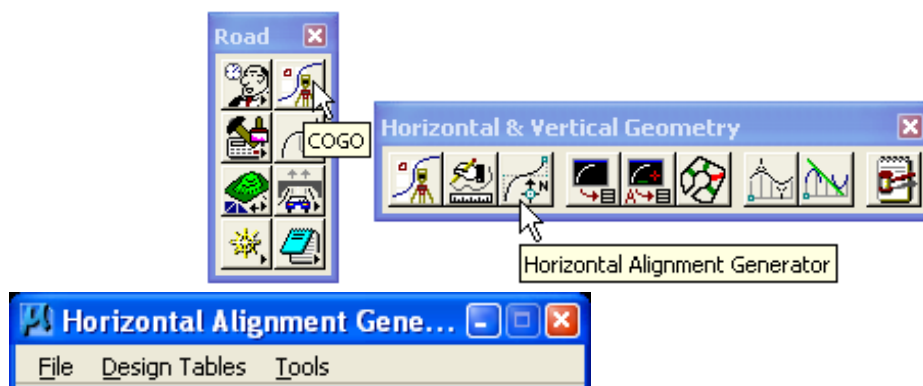 Road
COGO
Horizontal & Vertical Geometry
Horizontal Alignment Generator
Horizontal Alignment Gene...
File Design Tables Tools